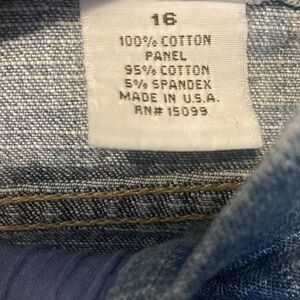 16
100% COTTON
PANEL
95% COTTON
5% SPANDEX
MADE IN U.S.A.
RN# 15099